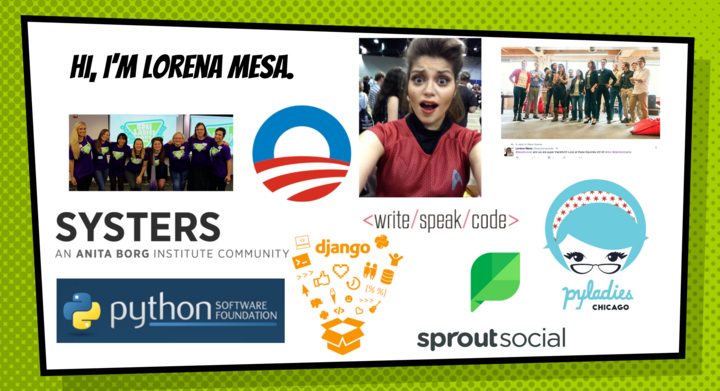 HI, I'M LORENA MESA.
SYSTERS
AN ANITA BORG INSTITUTE COMMUNITY
<write/speak/code>
django
python SOFTWARE
FOUNDATION
sproutsocial
pyladies
CHICAGO